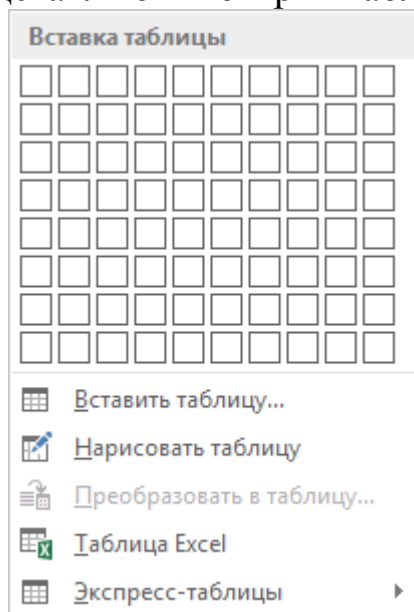 Вставка таблицы
Вставить таблицу...
Нарисовать таблицу
Преобразовать в таблицу...
Таблица Excel
Экспресс-таблицы